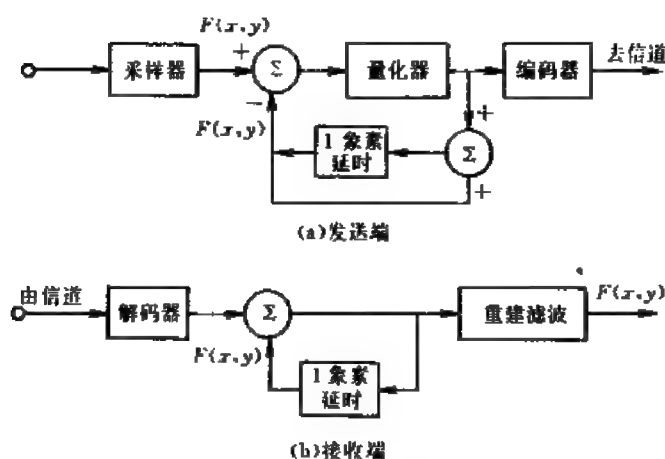 F(x,y)
采样器
+
Σ
量化器
编码器
去信道
−
F(x,y)
+
1象素
延时
Σ
+
(a)发送端
由信道
解码器
Σ
重建滤波
F(x,y)
F(x,y)
1象素
延时
(b)接收端